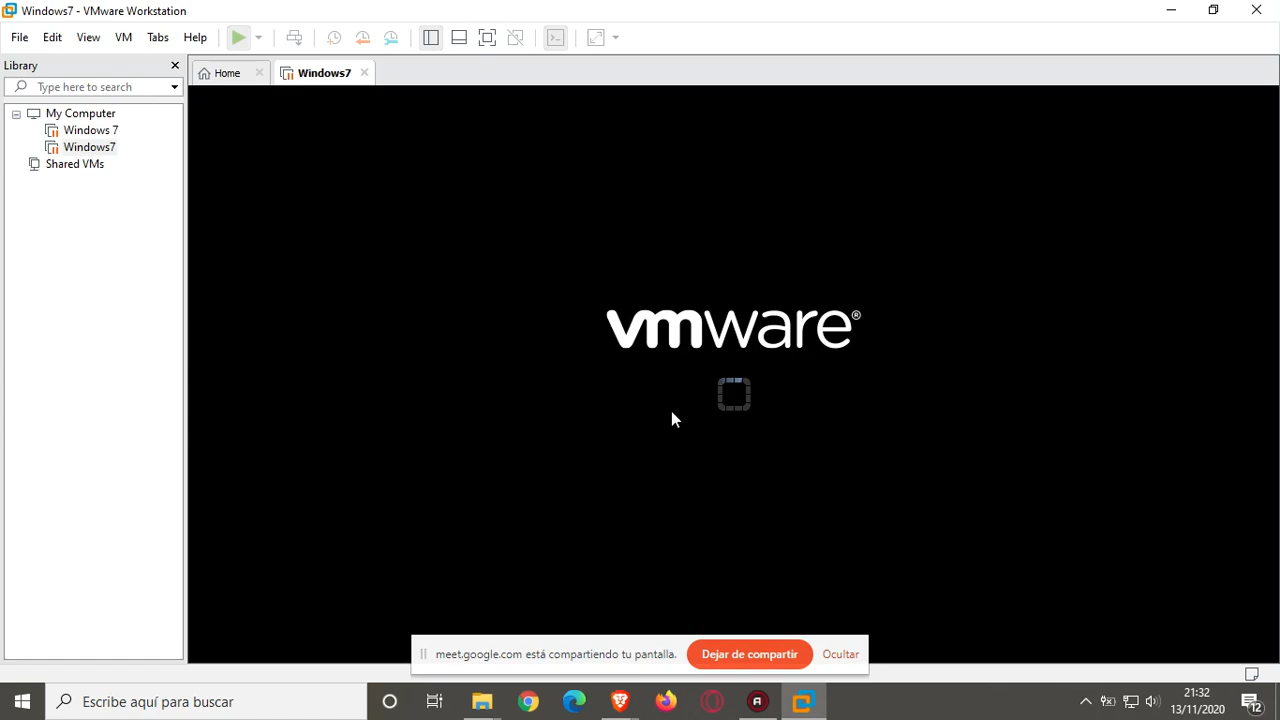 Windows7 - VMware Workstation
File Edit View VM Tabs Help
Library
Type here to search
Home
Windows7
My Computer
Windows 7
Windows7
Shared VMs
vmware®
meet.google.com está compartiendo tu pantalla. Dejar de compartir Ocultar
Escribe aquí para buscar
21:32
13/11/2020
12